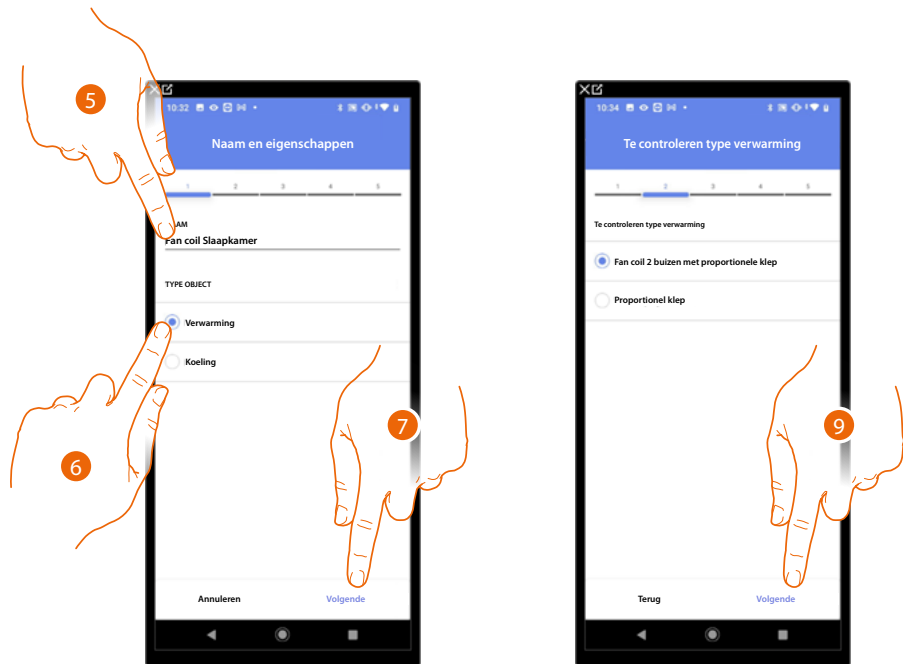 5
10:32
Naam en eigenschappen
1 2 3 4 5
AM
Fan coil Slaapkamer
TYPE OBJECT
Verwarming
Koeling
6
7
Annuleren Volgende
10:34
Te controleren type verwarming
1 2 3 4 5
Te controleren type verwarming
Fan coil 2 buizen met proportionele klep
Proportionel klep
9
Terug Volgende